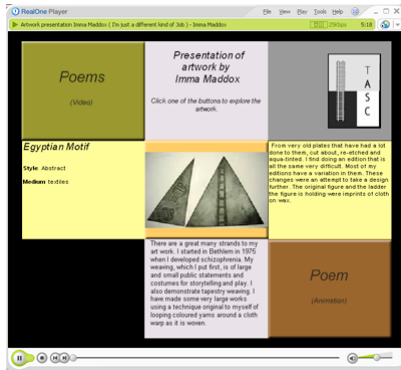 RealOne Player
File View Play Tools Help
Artwork presentation Imma Maddox ( I'm just a different kind of Job ) - Imma Maddox
25Kbps
5:18
Poems
(Video)
Presentation of
artwork by
Imma Maddox
Click one of the buttons to explore the
artwork.
T
A
S
C
Egyptian Motif
Style Abstract
Medium textiles
From very old plates that have had a lot
done to them, cut about, re-etched and
aqua-tinted. I find doing an edition that is
all the same very difficult. Most of my
editions have a variation in them. These
changes were an attempt to take a design
further. The original figure and the ladder
the figure is holding were imprints of cloth
on wax.
There are a great many strands to my
art work. I started in Bethlem in 1975
when I developed schizophrenia. My
weaving, which I put first, is of large
and small public statements and
costumes for storytelling and play. I
also demonstrate tapestry weaving. I
have made some very large works
using a technique original to myself of
looping coloured yarns around a cloth
warp as it is woven.
Poem
(Animation)